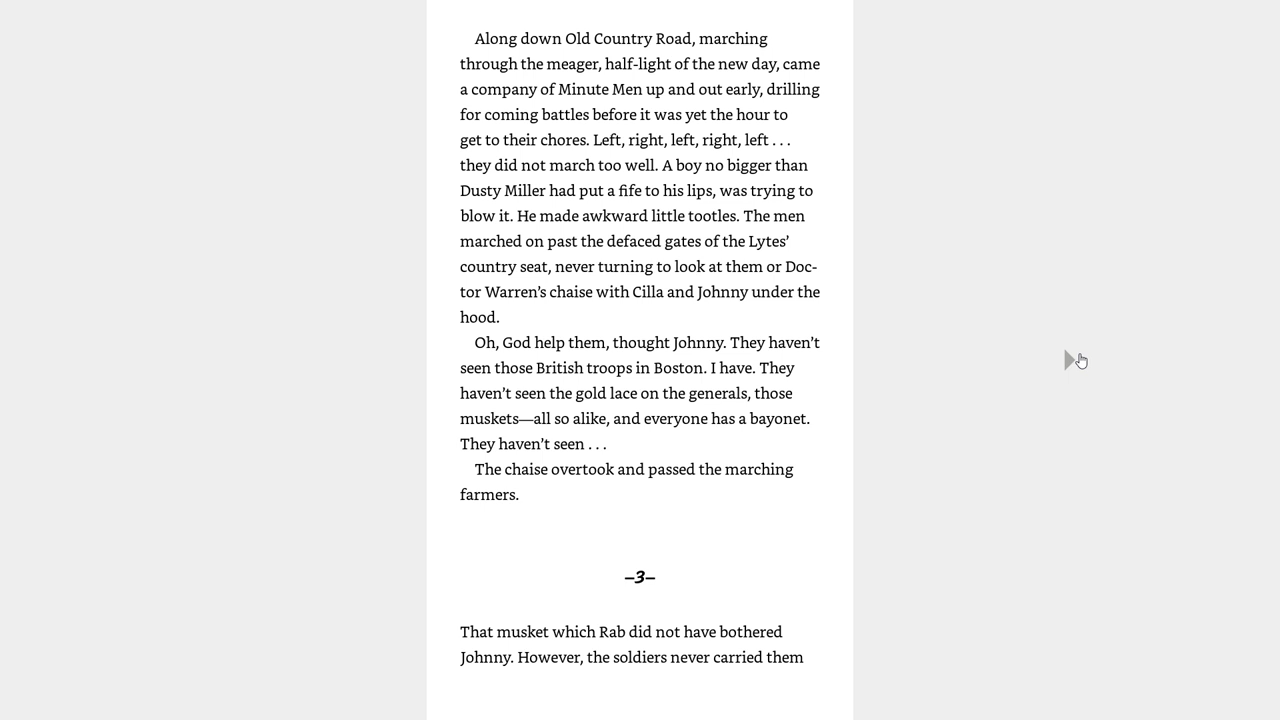 Along down Old Country Road, marching
through the meager, half-light of the new day, came
a company of Minute Men up and out early, drilling
for coming battles before it was yet the hour to
get to their chores. Left, right, left, right, left . . .
they did not march too well. A boy no bigger than
Dusty Miller had put a fife to his lips, was trying to
blow it. He made awkward little tootles. The men
marched on past the defaced gates of the Lytes’
country seat, never turning to look at them or Doc-
tor Warren’s chaise with Cilla and Johnny under the
hood.
Oh, God help them, thought Johnny. They haven’t
seen those British troops in Boston. I have. They
haven’t seen the gold lace on the generals, those
muskets—all so alike, and everyone has a bayonet.
They haven’t seen . . .
The chaise overtook and passed the marching
farmers.
–3–
That musket which Rab did not have bothered
Johnny. However, the soldiers never carried them